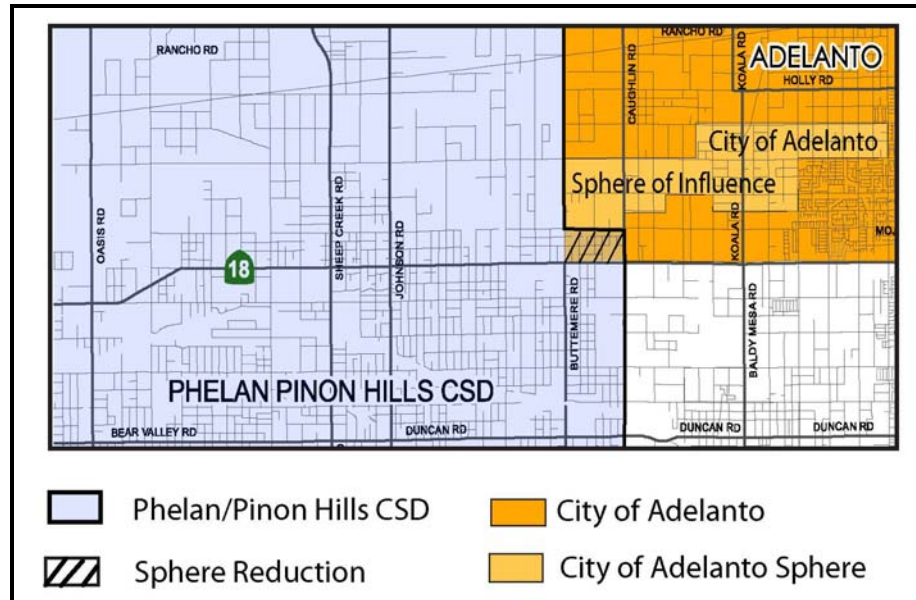 RANCHO RD
RANCHO RD
ADELANTO
HOLLY RD
CAUGHLIN RD
KOALA RD
City of Adelanto
Sphere of Influence
OASIS RD
SHEEP CREEK RD
JOHNSON RD
KOALA RD
18
BUTTEMERE RD
BALDY MESA RD
PHELAN PINON HILLS CSD
BEAR VALLEY RD
DUNCAN RD
DUNCAN RD
DUNCAN RD
Phelan/Pinon Hills CSD
City of Adelanto
Sphere Reduction
City of Adelanto Sphere